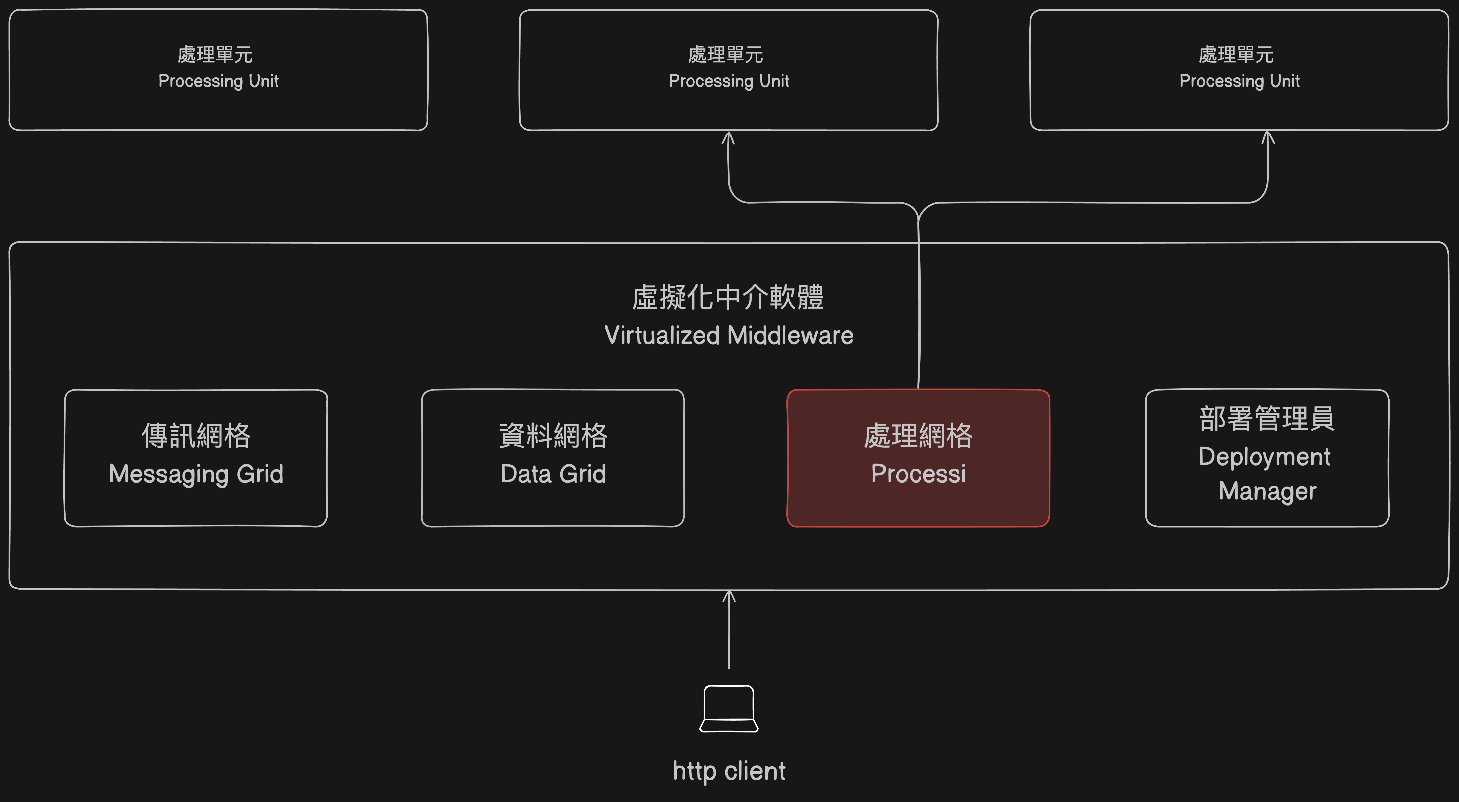 處理單元
Processing Unit
處理單元
Processing Unit
處理單元
Processing Unit
虛擬化中介軟體
Virtualized Middleware
傳訊網格
Messaging Grid
資料網格
Data Grid
處理網格
Processi
部署管理員
Deployment
Manager
http client